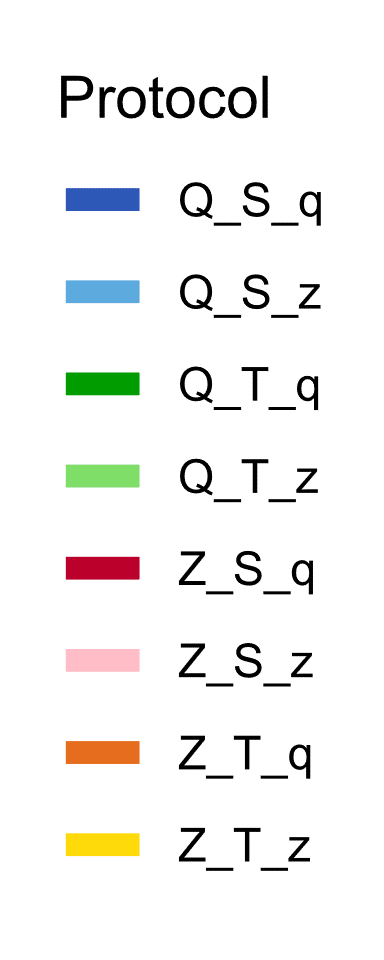 Protocol
Q_S_q
Q_S_z
Q_T_q
Q_T_z
Z_S_q
Z_S_z
Z_T_q
Z_T_z